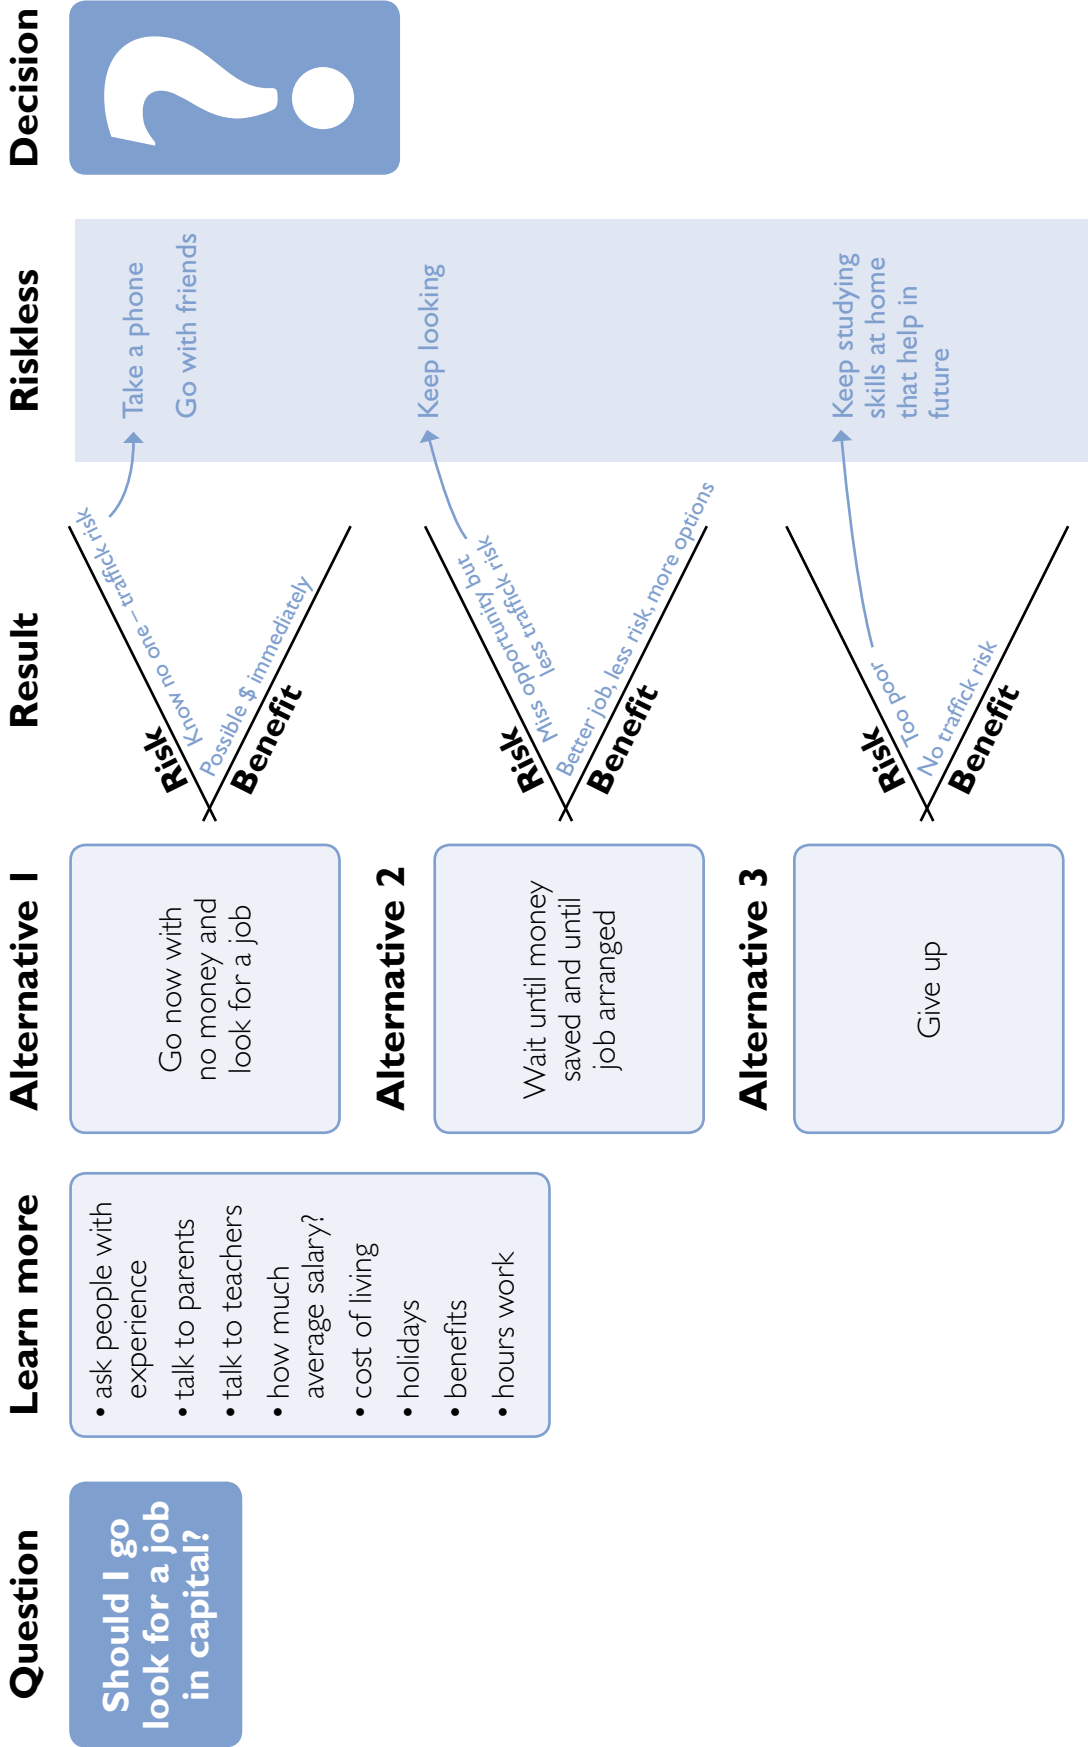 Question
Should I go
look for a job
in capital?
Learn more
• ask people with
experience
• talk to parents
• talk to teachers
• how much
average salary?
• cost of living
• holidays
• benefits
• hours work
Alternative 1
Go now with
no money and
look for a job
Alternative 2
Wait until money
saved and until
job arranged
Alternative 3
Give up
Result
Risk
Know no one – traffick risk
Possible $ immediately
Benefit
Risk
Miss opportunity but
less traffick risk
Better job, less risk, more options
Benefit
Risk
Too poor
No traffick risk
Benefit
Riskless
Take a phone
Go with friends
Keep looking
Keep studying
skills at home
that help in
future
Decision
?